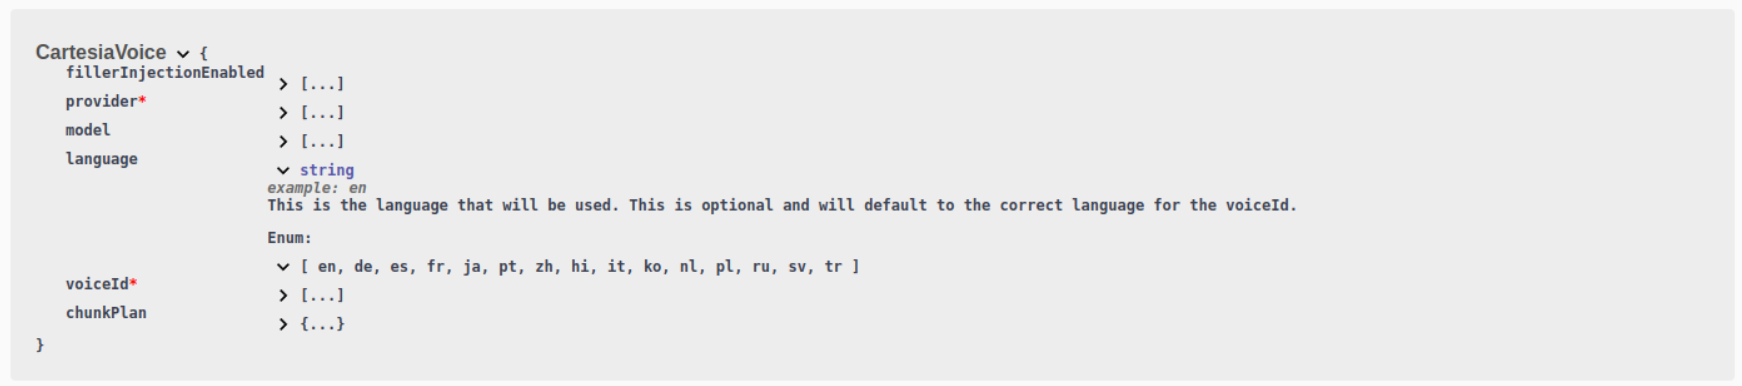 CartesiaVoice {
fillerInjectionEnabled [...]
provider* [...]
model [...]
language string
example: en
This is the language that will be used. This is optional and will default to the correct language for the voiceId.
Enum:
[ en, de, es, fr, ja, pt, zh, hi, it, ko, nl, pl, ru, sv, tr ]
voiceId* [...]
chunkPlan {...}
}